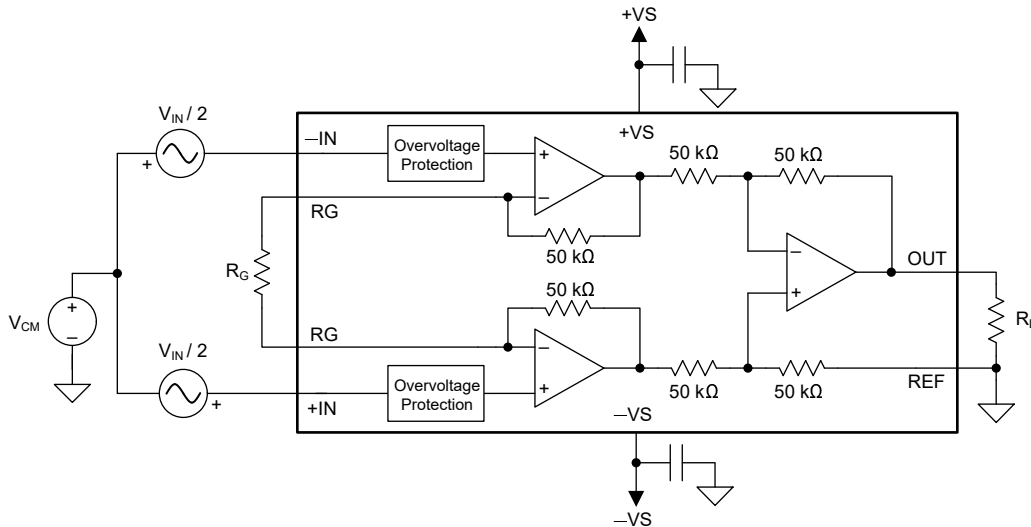 +VS
V_IN / 2
+
–IN
Overvoltage
Protection
+VS
50 kΩ
50 kΩ
+
–
RG
50 kΩ
R_G
OUT
–
+
V_CM
+
–
50 kΩ
RG
–
+
V_IN / 2
+
+IN
Overvoltage
Protection
50 kΩ
50 kΩ
REF
–VS
–VS